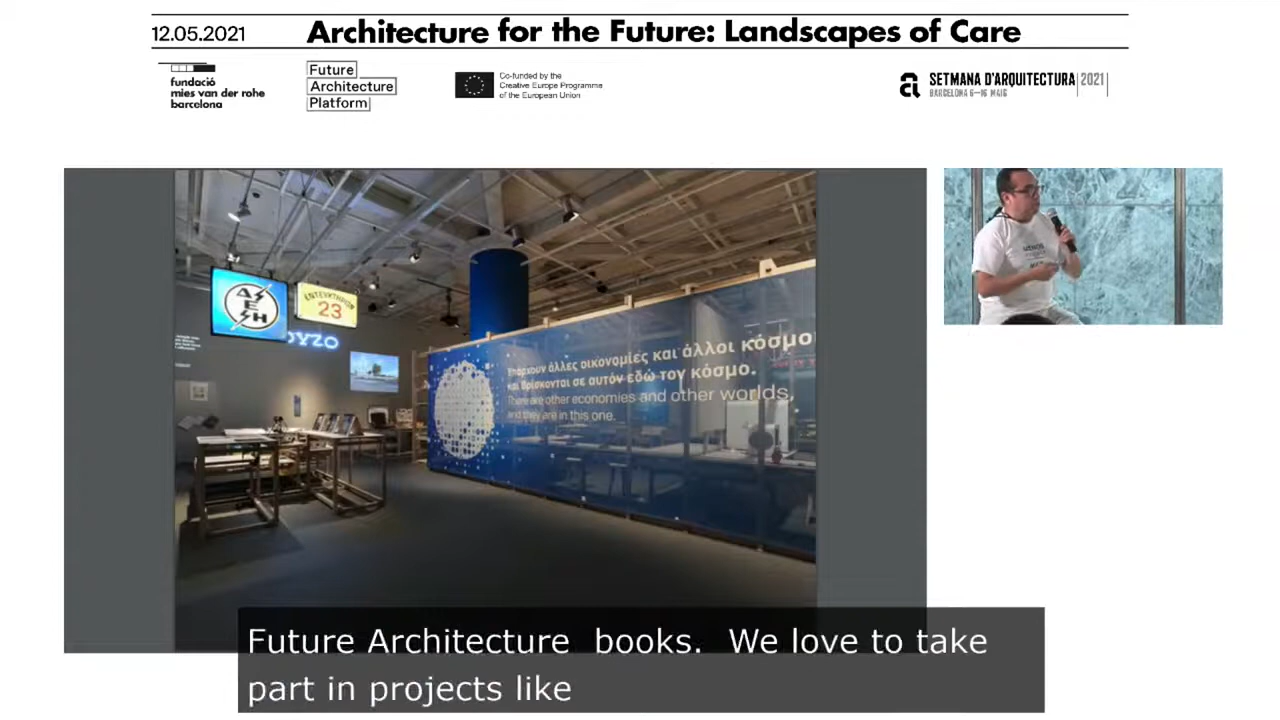 12.05.2021
Architecture for the Future: Landscapes of Care
fundació
mies van der rohe
barcelona
Future
Architecture
Platform
Co-funded by the
Creative Europe Programme
of the European Union
SETMANA D'ARQUITECTURA 2021
BARCELONA 6–16 MAIG
ΔΕΗ
ΕΝΤΕΥΚΤΗΡΙΟΝ
23
ΟΥΖΟ
Υπάρχουν άλλες οικονομίες και άλλοι κόσμο
και βρίσκονται σε αυτόν εδώ τον κόσμο.
There are other economies and other worlds,
and they are in this one.
Future Architecture books. We love to take
part in projects like